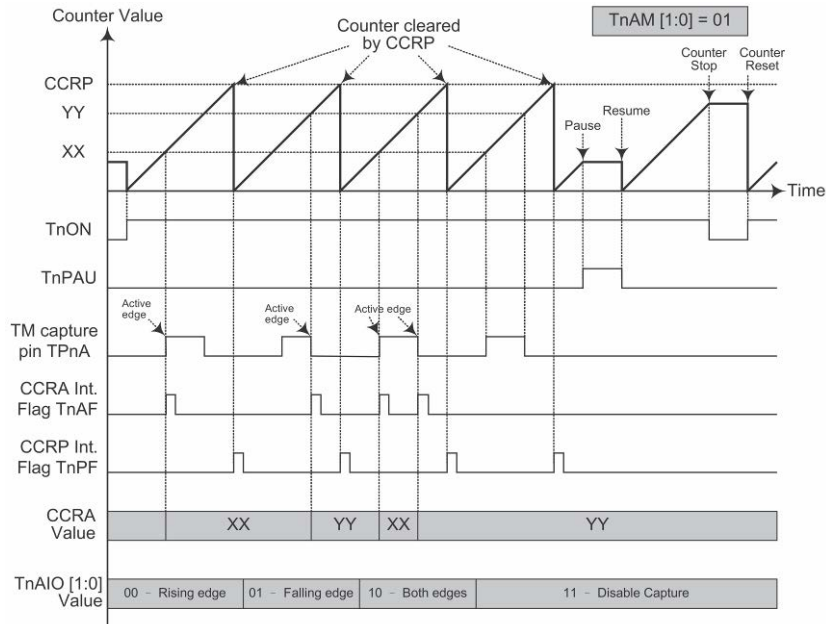 Counter Value
TnAM [1:0] = 01
Counter cleared
by CCRP
Counter
Stop
Counter
Reset
CCRP
YY
Pause
Resume
XX
Time
TnON
TnPAU
Active
edge
Active
edge
Active edge
TM capture
pin TPnA
CCRA Int.
Flag TnAF
CCRP Int.
Flag TnPF
CCRA
Value
XX
YY
XX
YY
TnAIO [1:0]
Value
00 - Rising edge
01 - Falling edge
10 - Both edges
11 - Disable Capture